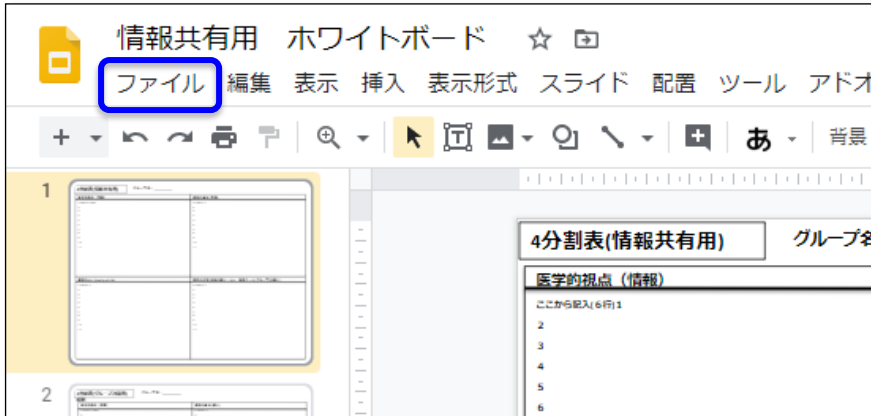 情報共有用　ホワイトボード
ファイル 編集 表示 挿入 表示形式 スライド 配置 ツール アドオ
あ 背景
1
4分割表(情報共有用) グループ名
医学的視点（情報）
ここから記入(6行)1
2
3
4
5
6
2